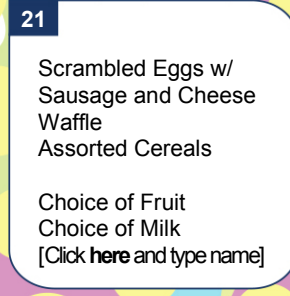 21
Scrambled Eggs w/
Sausage and Cheese
Waffle
Assorted Cereals
Choice of Fruit
Choice of Milk
[Click here and type name]